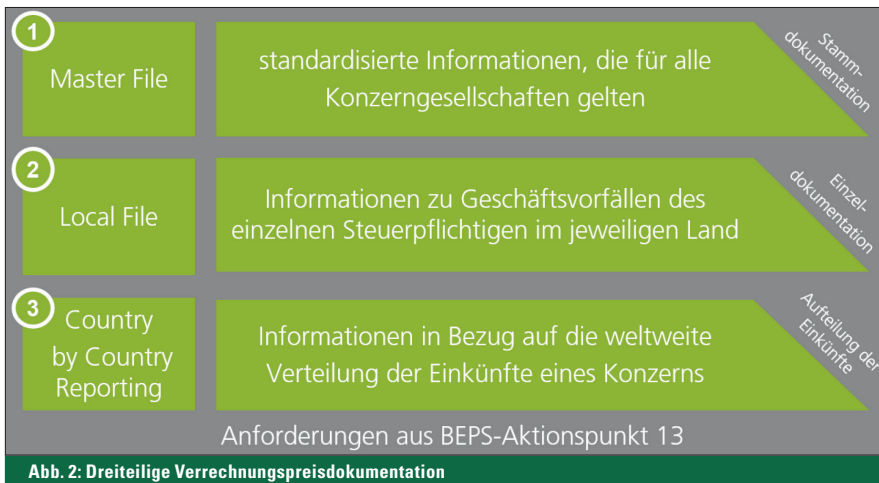 1
Master File
standardisierte Informationen, die für alle
Konzerngesellschaften gelten
Stamm-
dokumentation
2
Local File
Informationen zu Geschäftsvorfällen des
einzelnen Steuerpflichtigen im jeweiligen Land
Einzel-
dokumentation
3
Country
by Country
Reporting
Informationen in Bezug auf die weltweite
Verteilung der Einkünfte eines Konzerns
Aufteilung der
Einkünfte
Anforderungen aus BEPS-Aktionspunkt 13
Abb. 2: Dreiteilige Verrechnungspreisdokumentation